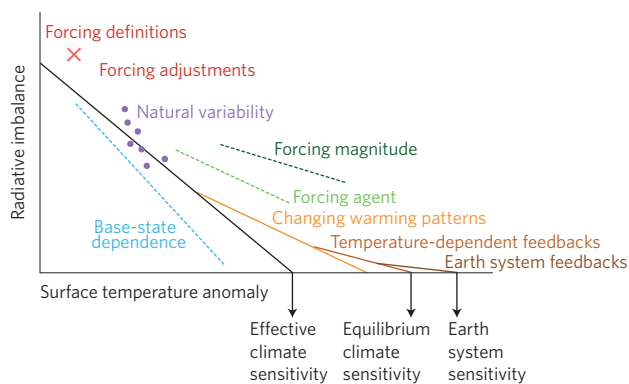 Forcing definitions
Forcing adjustments
Natural variability
Forcing magnitude
Forcing agent
Changing warming patterns
Base-state
dependence
Temperature-dependent feedbacks
Earth system feedbacks
Radiative imbalance
Surface temperature anomaly
Effective
climate
sensitivity
Equilibrium
climate
sensitivity
Earth
system
sensitivity